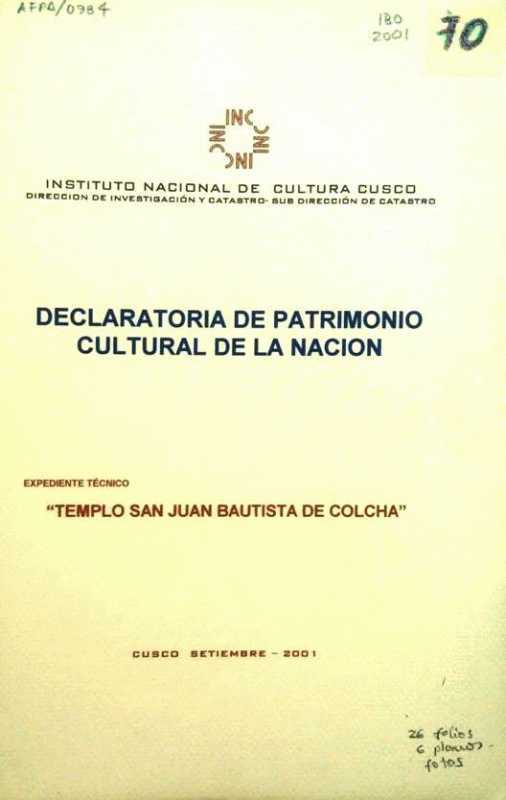 AFPD/0984
IBO
2001
70
INC
INC
INC
INC
INSTITUTO NACIONAL DE CULTURA CUSCO
DIRECCION DE INVESTIGACIÓN Y CATASTRO- SUB DIRECCIÓN DE CATASTRO
DECLARATORIA DE PATRIMONIO
CULTURAL DE LA NACION
EXPEDIENTE TÉCNICO
“TEMPLO SAN JUAN BAUTISTA DE COLCHA”
CUSCO SETIEMBRE - 2001
26 folios
6 planos -
fotos